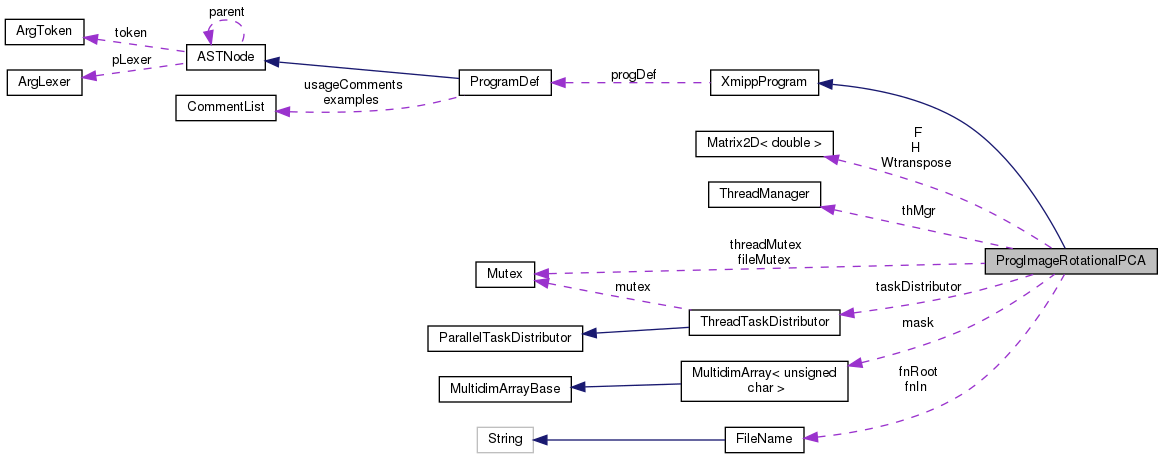 parent
ArgToken
token
ASTNode
pLexer
ArgLexer
progDef
ProgramDef
XmippProgram
usageComments
examples
CommentList
F
H
Wtranspose
Matrix2D< double >
ThreadManager
thMgr
threadMutex
fileMutex
ProgImageRotationalPCA
Mutex
mutex
taskDistributor
ThreadTaskDistributor
mask
ParallelTaskDistributor
MultidimArray< unsigned
char >
MultidimArrayBase
fnRoot
fnIn
String
FileName